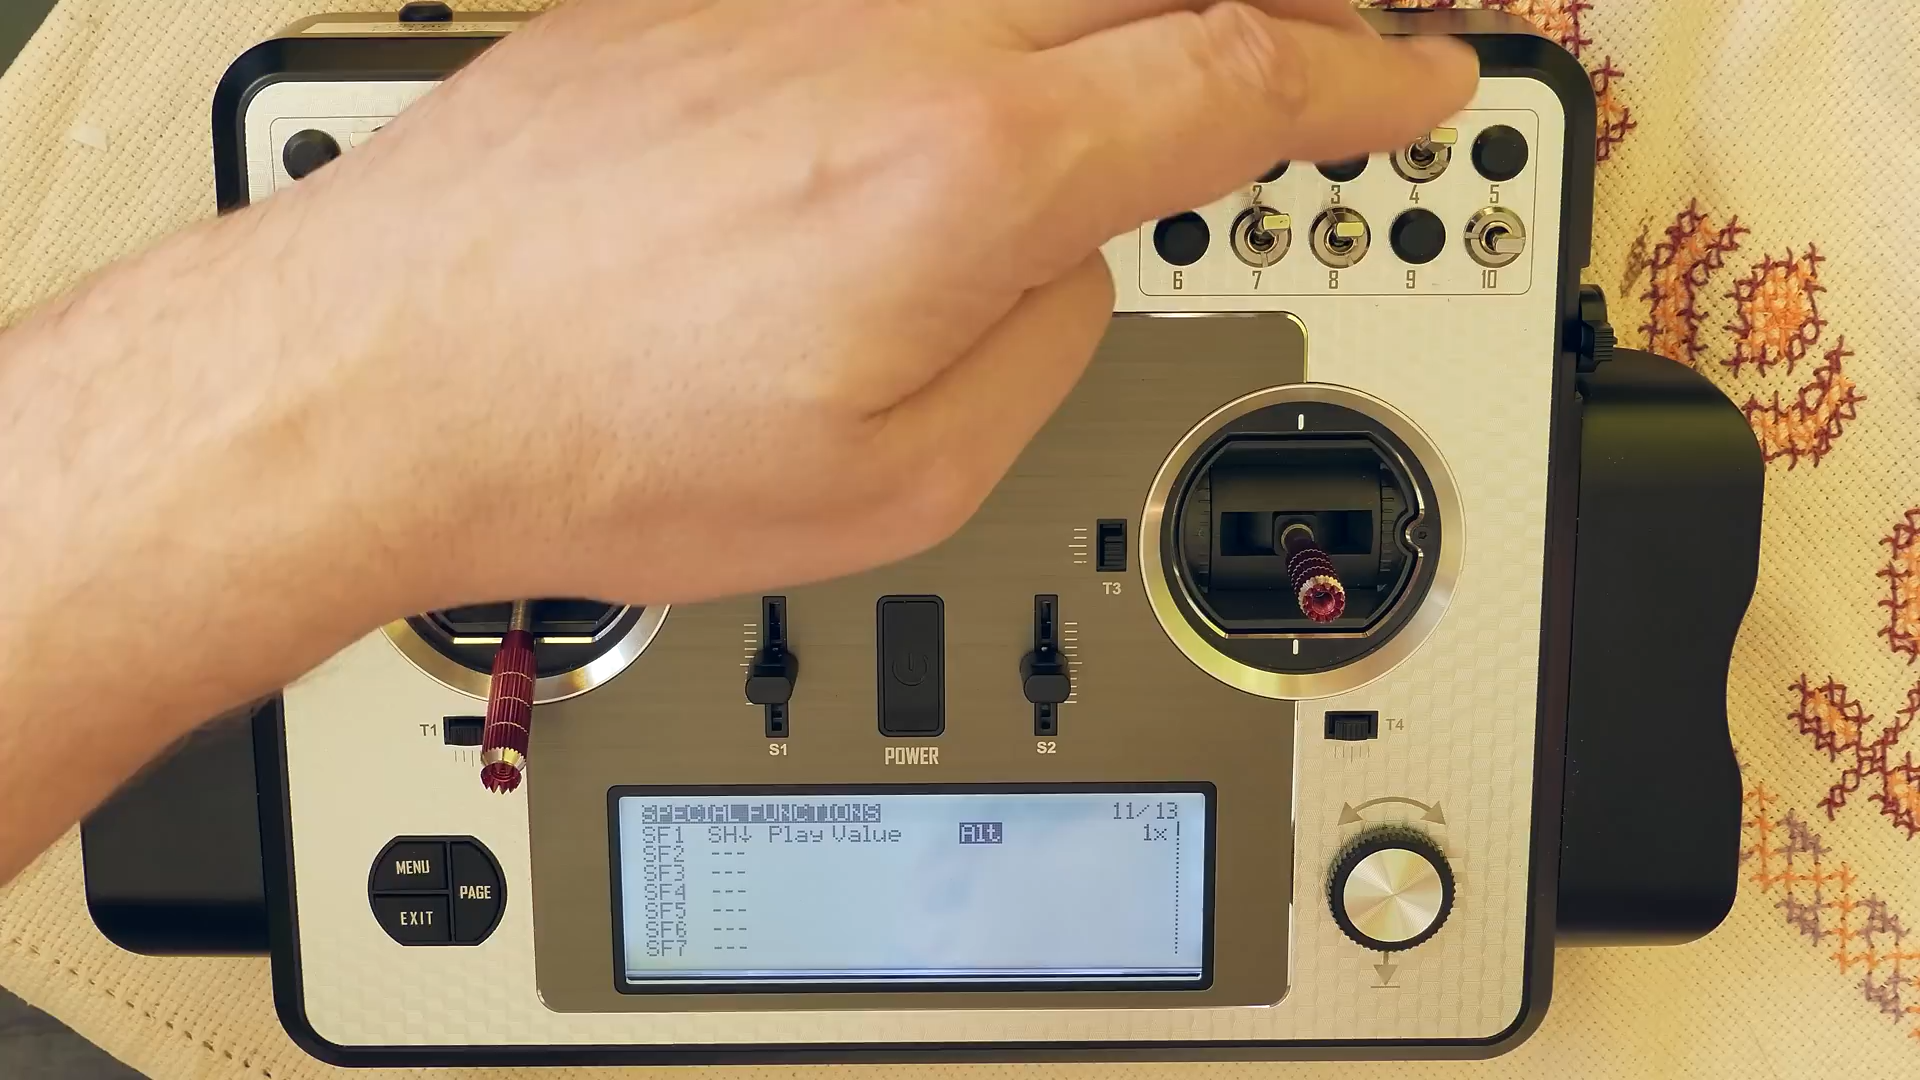 2 3 4 5
6 7 8 9 10
T3
T1
S1
POWER
S2
T4
SPECIAL FUNCTIONS 11/13
SF1 SH↓ Play Value Alt 1x
SF2 ---
SF3 ---
SF4 ---
SF5 ---
SF6 ---
SF7 ---
MENU
PAGE
EXIT